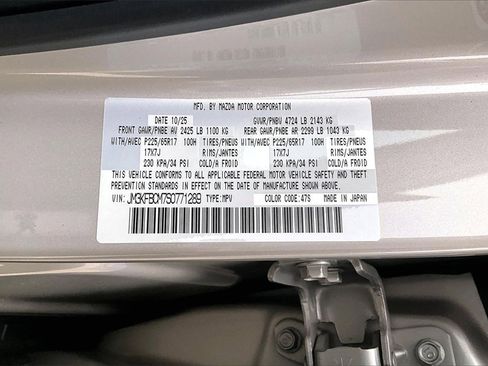 MFD. BY MAZDA MOTOR CORPORATION
DATE 10/25 GVWR/PNBV 4724 LB 2143 KG
FRONT GAWR/PNBE AV 2425 LB 1100 KG REAR GAWR/PNBE AR 2299 LB 1043 KG
WITH/AVEC P225/65R17 100H TIRES/PNEUS WITH/AVEC P225/65R17 100H TIRES/PNEUS
17X7J RIMS/JANTES 17X7J RIMS/JANTES
230 KPA/34 PSI COLD/A FROID 230 KPA/34 PSI COLD/A FROID
THIS VEHICLE CONFORMS TO ALL APPLICABLE FEDERAL MOTOR VEHICLE SAFETY AND THEFT
PREVENTION STANDARDS IN EFFECT ON THE DATE OF MANUFACTURE SHOWN ABOVE.
VIN: JM3KFBCM7S0771289 TYPE:MPV COLOR CODE:47S MADE IN JAPAN